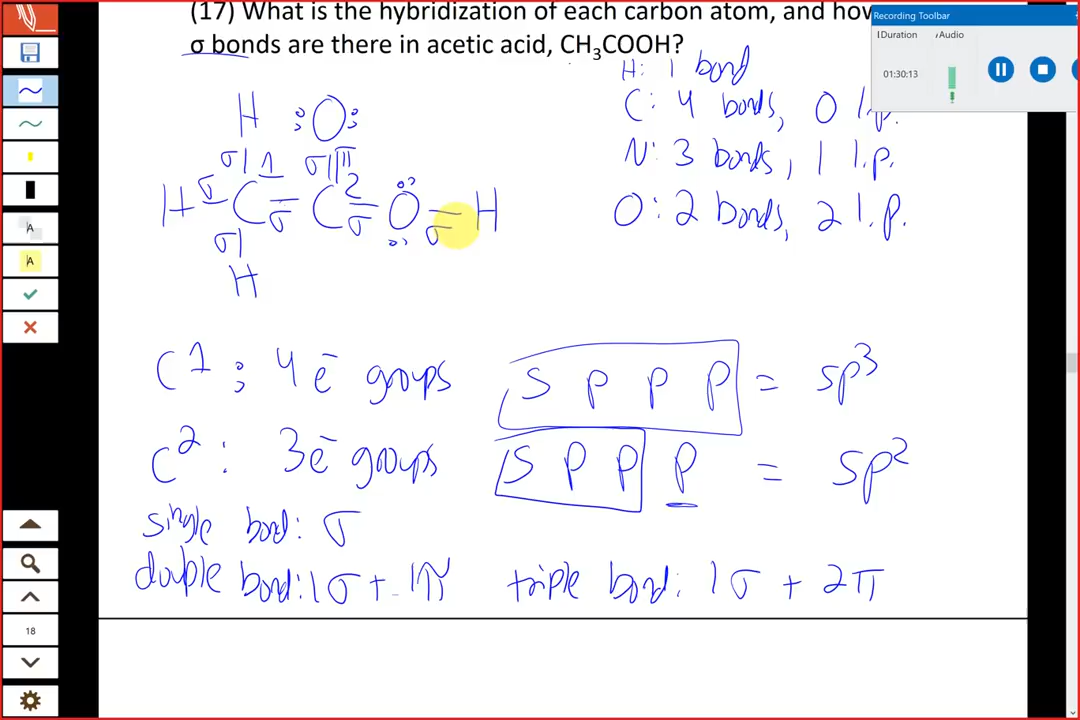 (17) What is the hybridization of each carbon atom, and how
σ bonds are there in acetic acid, CH₃COOH?
Recording Toolbar
Duration
Audio
01:30:13
H: 1 bond
C: 4 bonds, 0 l.p.
N: 3 bonds, 1 l.p.
O: 2 bonds, 2 l.p.
H O
σ 1 σ π
H σ C σ C 2 σ O σ H
σ
H
C1: 4 e- groups s p p p = sp³
C2: 3 e- groups s p p p = sp²
single bond: σ
double bond: 1σ + 1π triple bond: 1σ + 2π
A
A
18